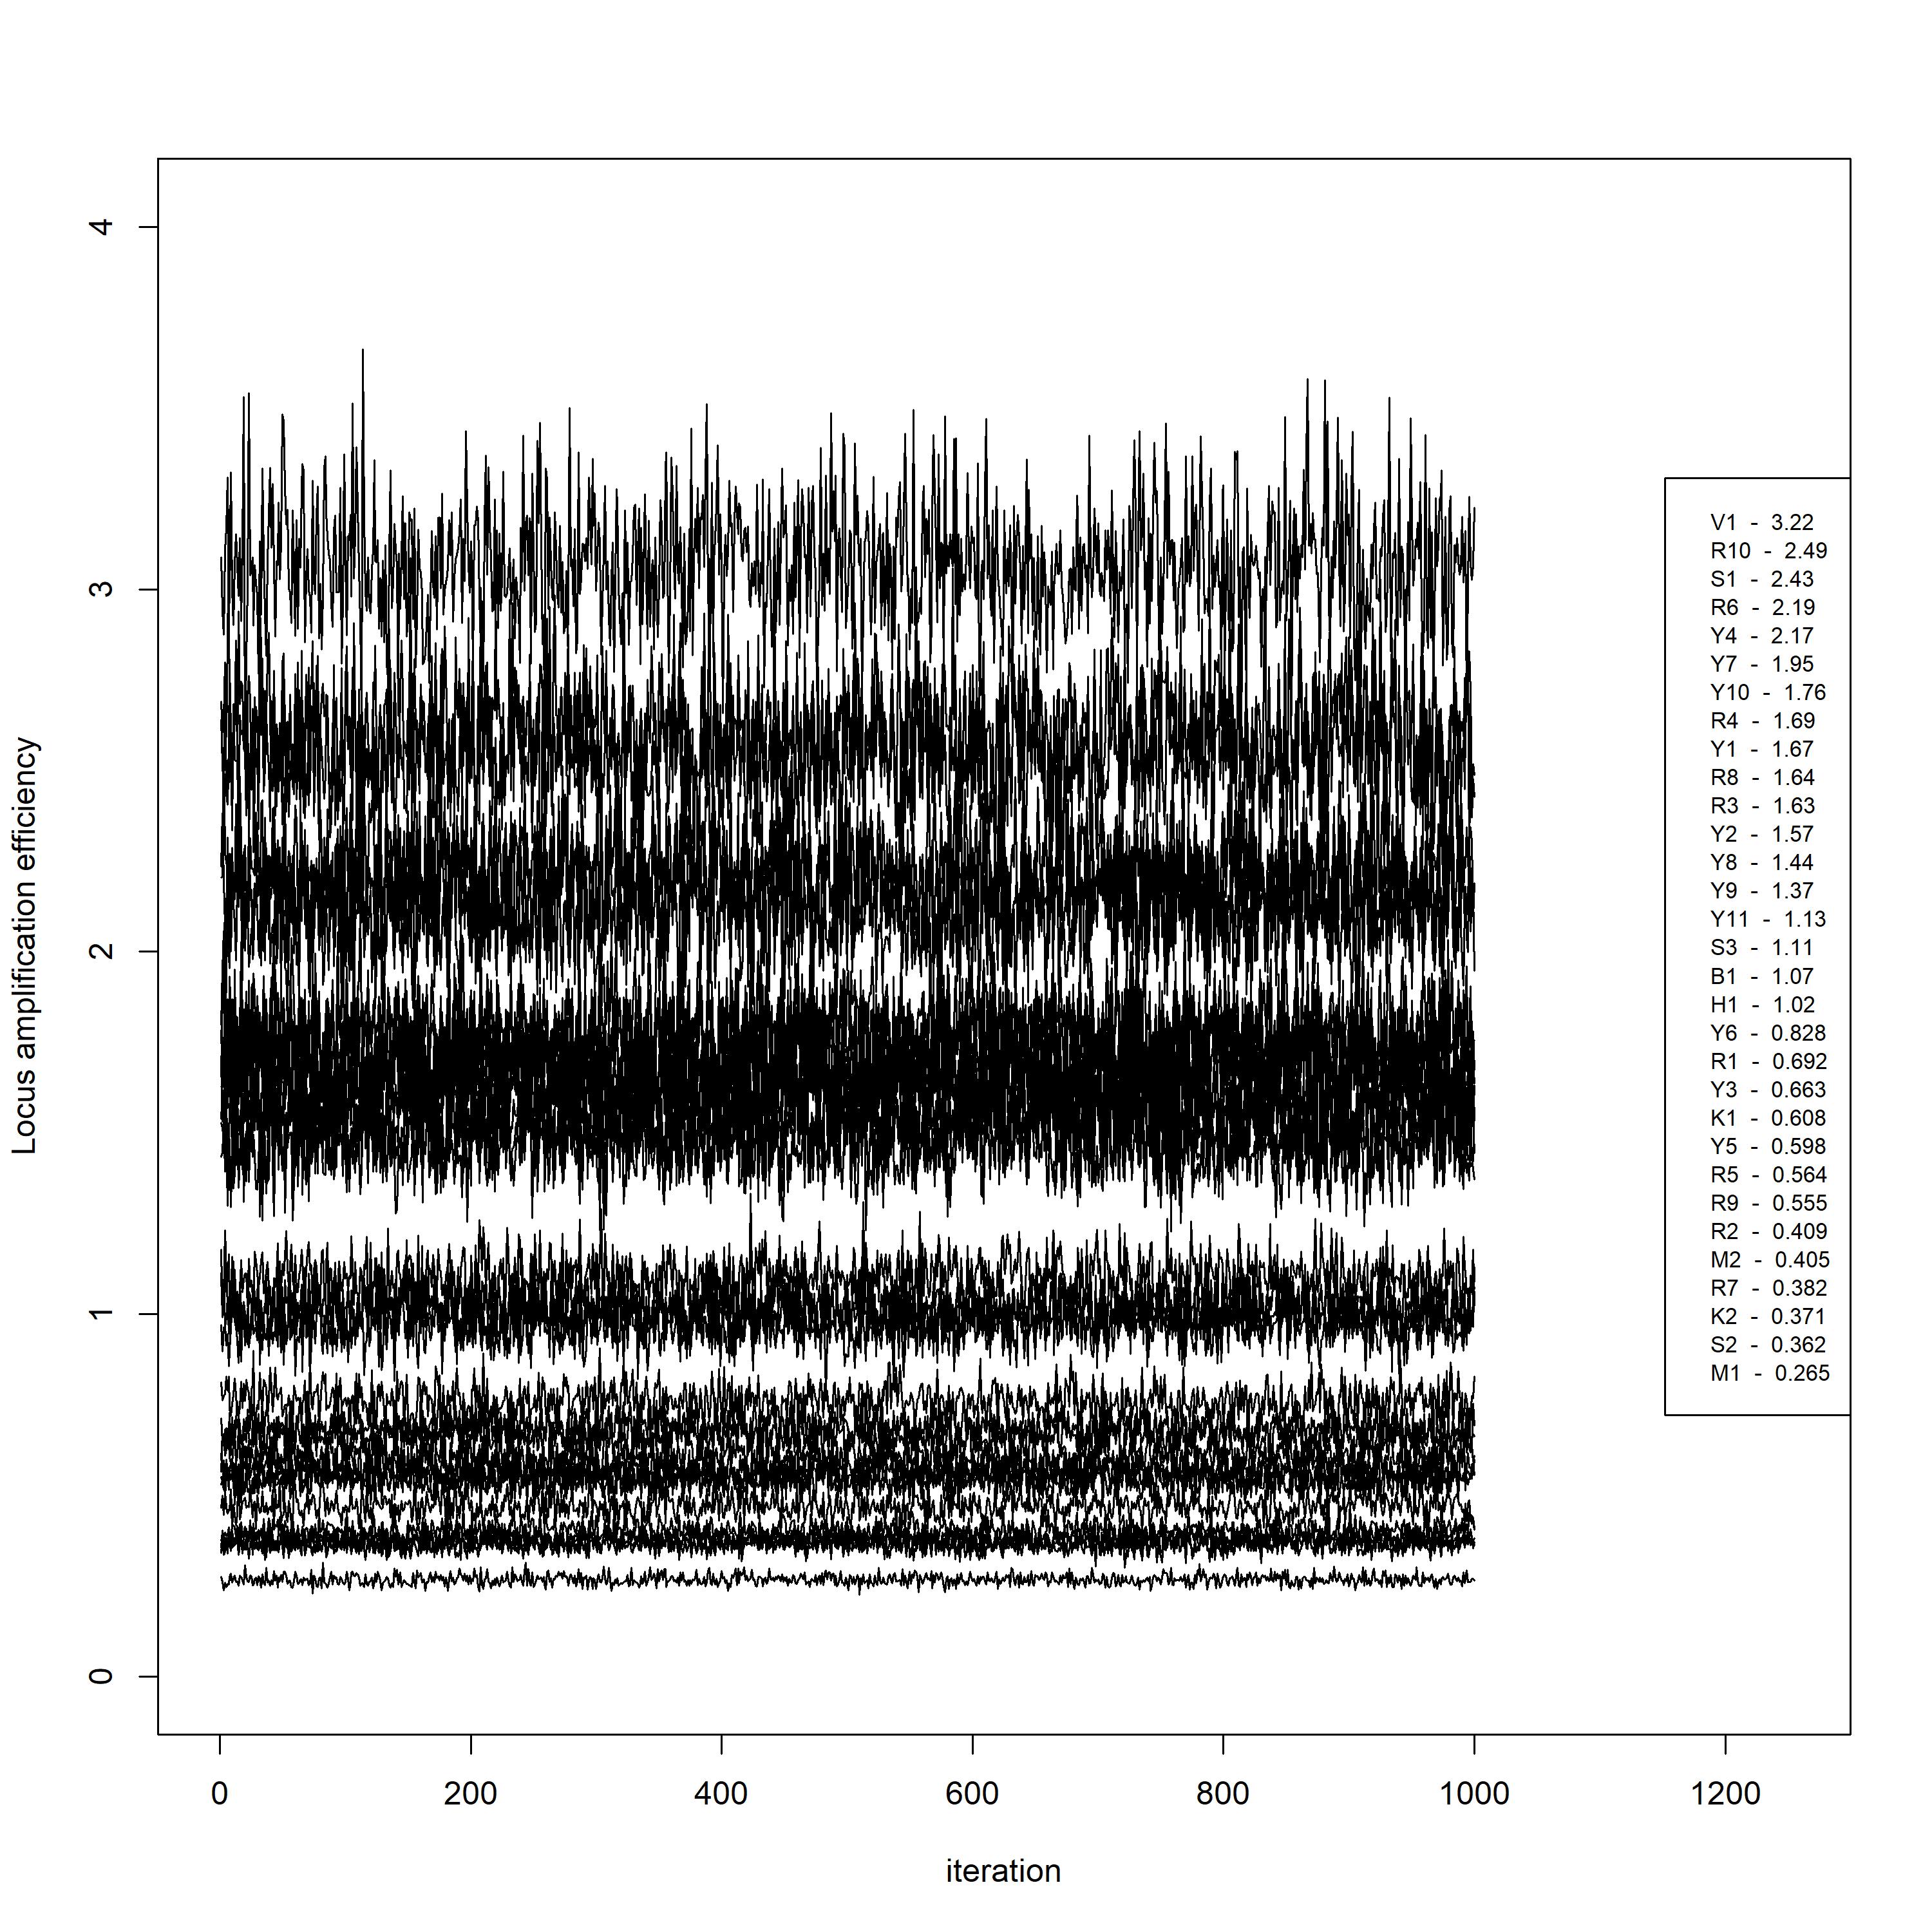 Locus amplification efficiency
4
3
2
1
0
V1 - 3.22
R10 - 2.49
S1 - 2.43
R6 - 2.19
Y4 - 2.17
Y7 - 1.95
Y10 - 1.76
R4 - 1.69
Y1 - 1.67
R8 - 1.64
R3 - 1.63
Y2 - 1.57
Y8 - 1.44
Y9 - 1.37
Y11 - 1.13
S3 - 1.11
B1 - 1.07
H1 - 1.02
Y6 - 0.828
R1 - 0.692
Y3 - 0.663
K1 - 0.608
Y5 - 0.598
R5 - 0.564
R9 - 0.555
R2 - 0.409
M2 - 0.405
R7 - 0.382
K2 - 0.371
S2 - 0.362
M1 - 0.265
0 200 400 600 800 1000 1200
iteration